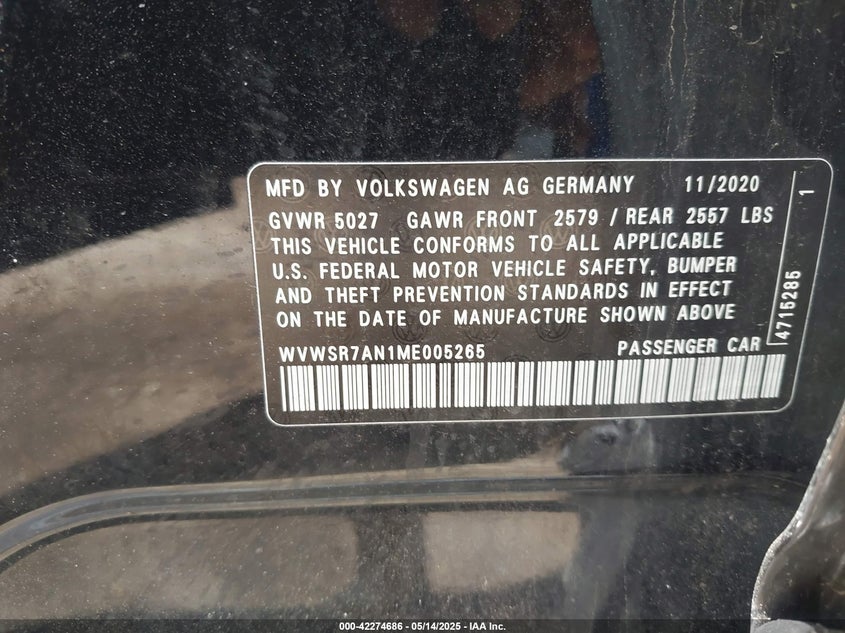 MFD BY VOLKSWAGEN AG GERMANY 11/2020
GVWR 5027 GAWR FRONT 2579 / REAR 2557 LBS
THIS VEHICLE CONFORMS TO ALL APPLICABLE
U.S. FEDERAL MOTOR VEHICLE SAFETY, BUMPER
AND THEFT PREVENTION STANDARDS IN EFFECT
ON THE DATE OF MANUFACTURE SHOWN ABOVE
WVWSR7AN1ME005265 PASSENGER CAR
4715285
1
000-42274686 - 05/14/2025 - IAA Inc.